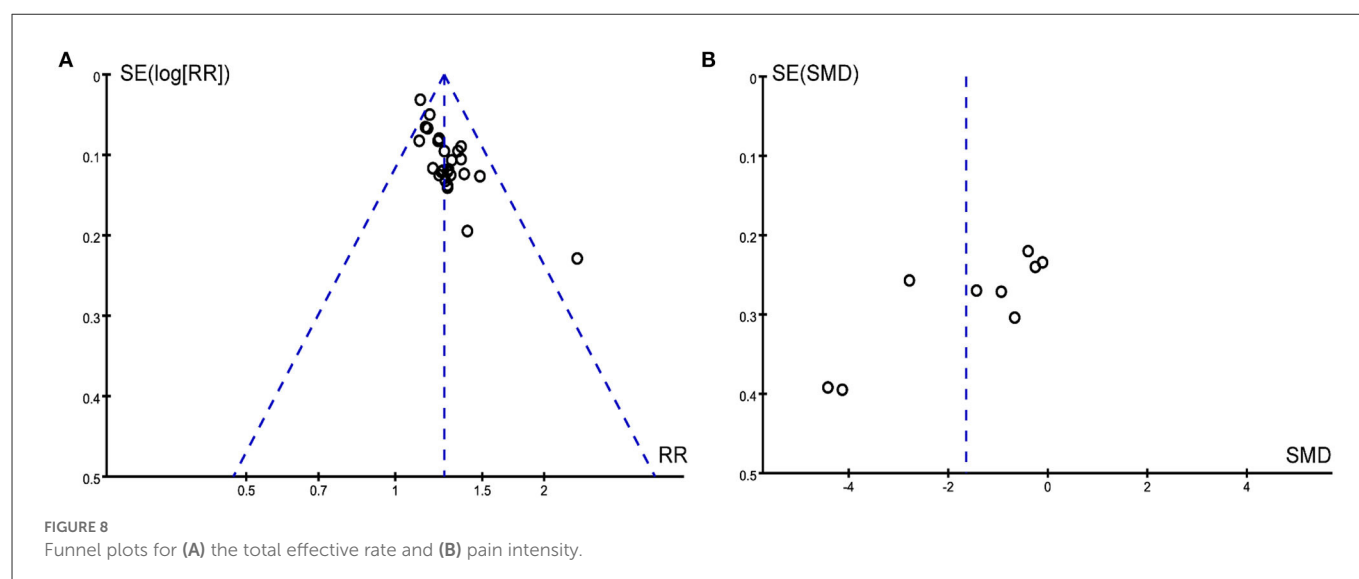 A
SE(log[RR])
0
0.1
0.2
0.3
0.4
0.5
RR
0.5
0.7
1
1.5
2
B
SE(SMD)
0
0.1
0.2
0.3
0.4
0.5
SMD
-4
-2
0
2
4
FIGURE 8
Funnel plots for (A) the total effective rate and (B) pain intensity.